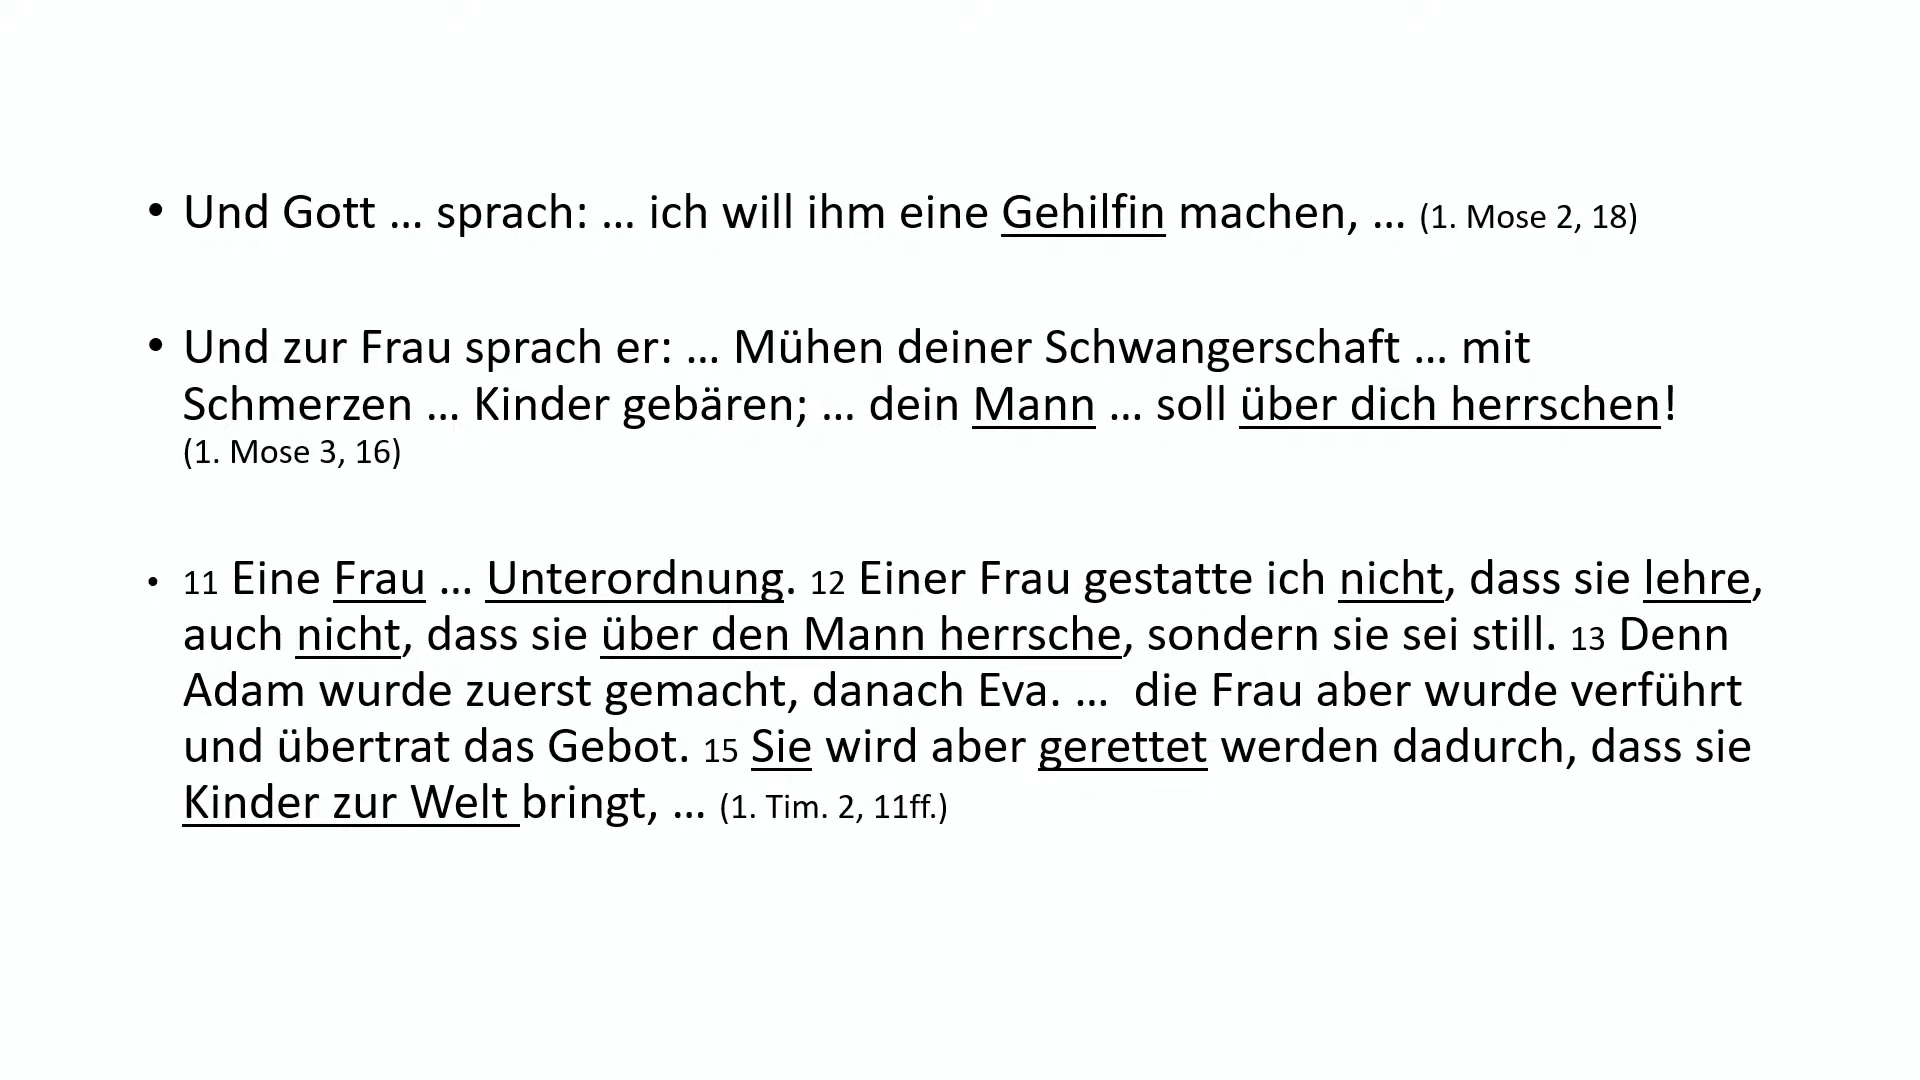 • Und Gott … sprach: … ich will ihm eine Gehilfin machen, … (1. Mose 2, 18)
• Und zur Frau sprach er: … Mühen deiner Schwangerschaft … mit
Schmerzen … Kinder gebären; … dein Mann … soll über dich herrschen!
(1. Mose 3, 16)
• 11 Eine Frau … Unterordnung. 12 Einer Frau gestatte ich nicht, dass sie lehre,
auch nicht, dass sie über den Mann herrsche, sondern sie sei still. 13 Denn
Adam wurde zuerst gemacht, danach Eva. … die Frau aber wurde verführt
und übertrat das Gebot. 15 Sie wird aber gerettet werden dadurch, dass sie
Kinder zur Welt bringt, … (1. Tim. 2, 11ff.)